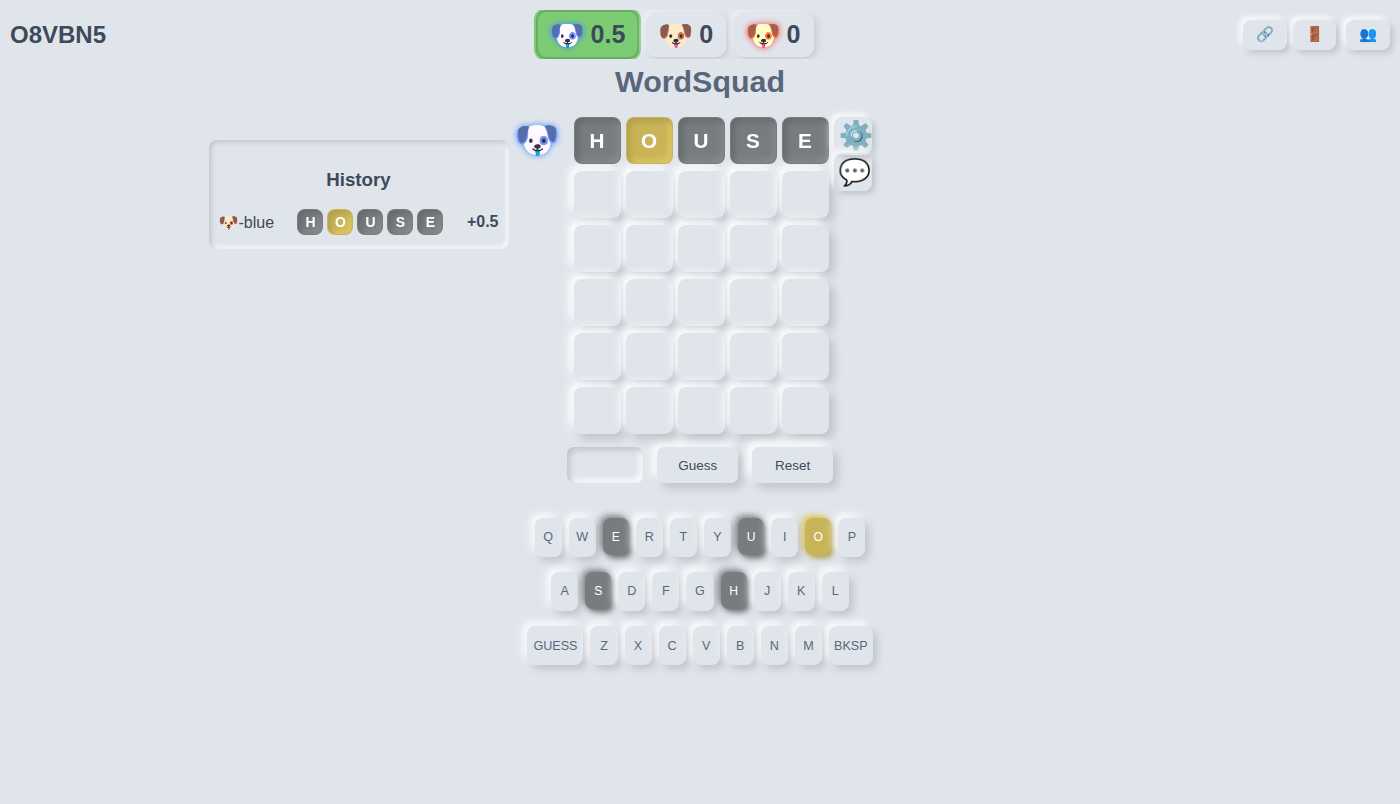 O8VBN5
0.5 0 0
WordSquad
H O U S E
History
-blue H O U S E +0.5
Guess Reset
Q W E R T Y U I O P
A S D F G H J K L
GUESS Z X C V B N M BKSP